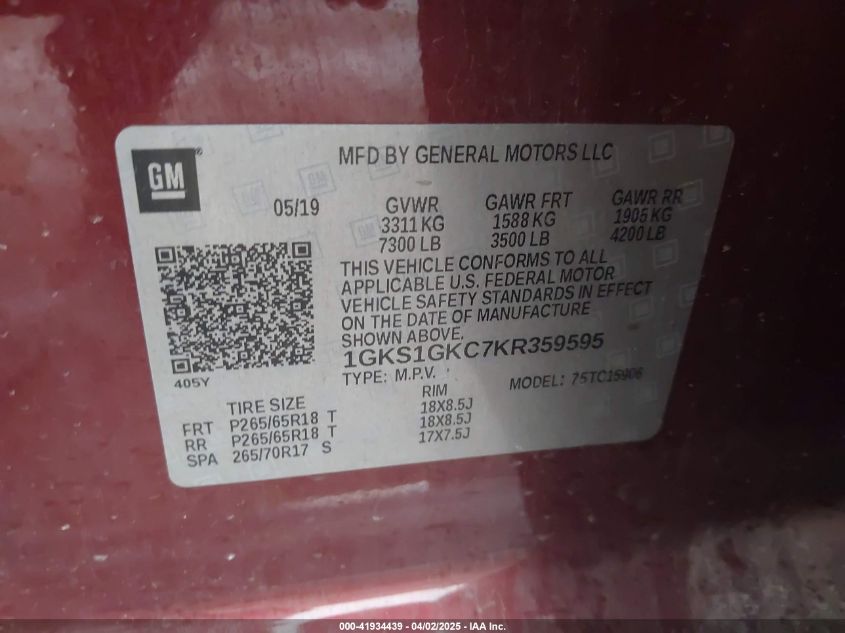 GM®
MFD BY GENERAL MOTORS LLC
05/19
GVWR GAWR FRT GAWR RR
3311 KG 1588 KG 1905 KG
7300 LB 3500 LB 4200 LB
THIS VEHICLE CONFORMS TO ALL
APPLICABLE U.S. FEDERAL MOTOR
VEHICLE SAFETY STANDARDS IN EFFECT
ON THE DATE OF MANUFACTURE
SHOWN ABOVE.
1GKS1GKC7KR359595
405Y
TYPE: M.P.V. MODEL: 75TC15906
TIRE SIZE RIM
FRT P265/65R18 T 18X8.5J
RR P265/65R18 T 18X8.5J
SPA 265/70R17 S 17X7.5J
000-41934439 - 04/02/2025 - IAA Inc.